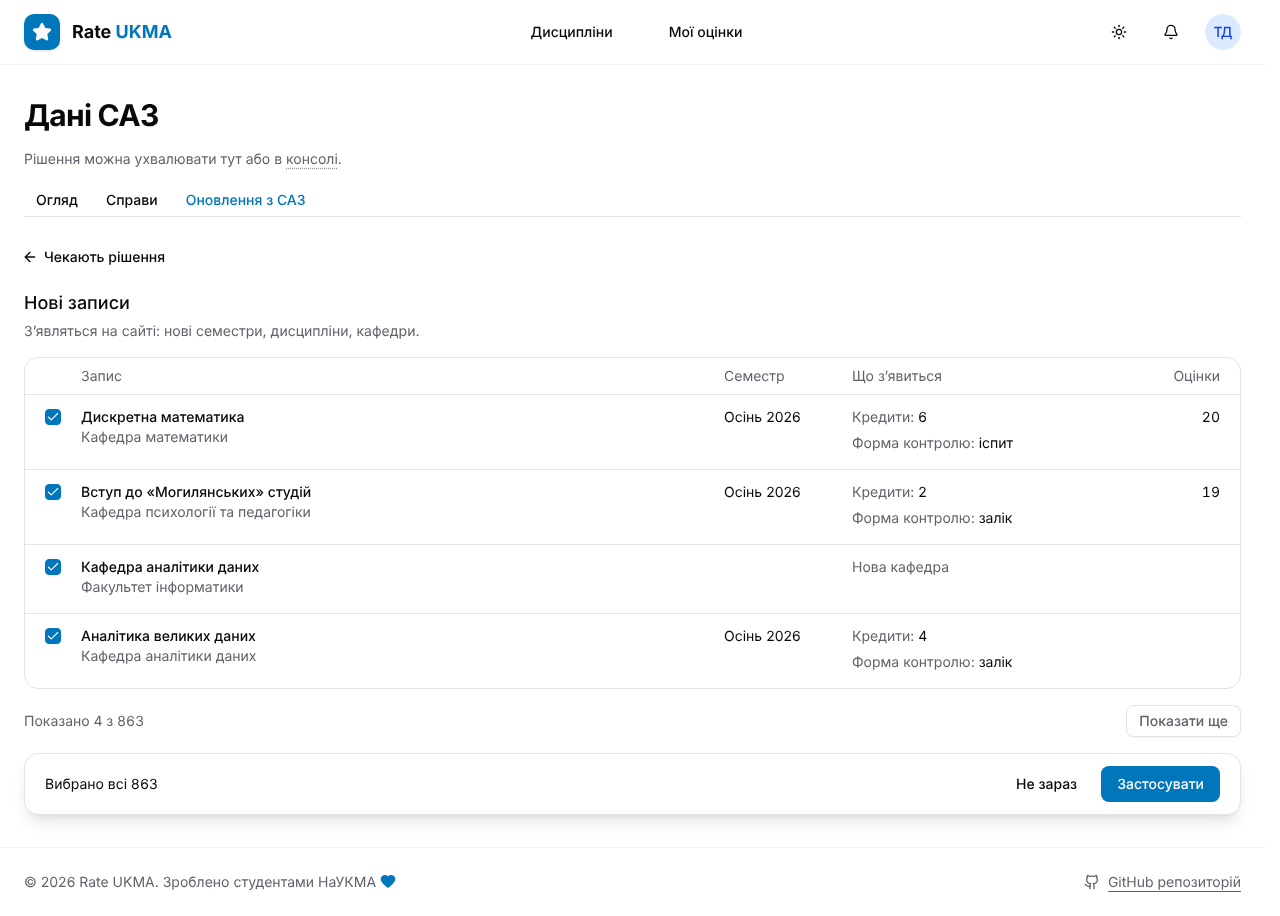 Rate UKMA
Дисципліни
Мої оцінки
ТД
Дані САЗ
Рішення можна ухвалювати тут або в консолі.
Огляд
Справи
Оновлення з САЗ
Чекають рішення
Нові записи
З’являться на сайті: нові семестри, дисципліни, кафедри.
Запис Семестр Що з’явиться Оцінки
Дискретна математика Осінь 2026 Кредити: 6 20
Кафедра математики
Форма контролю: іспит
Вступ до «Могилянських» студій Осінь 2026 Кредити: 2 19
Кафедра психології та педагогіки
Форма контролю: залік
Кафедра аналітики даних Нова кафедра
Факультет інформатики
Аналітика великих даних Осінь 2026 Кредити: 4
Кафедра аналітики даних
Форма контролю: залік
Показано 4 з 863
Показати ще
Вибрано всі 863
Не зараз
Застосувати
© 2026 Rate UKMA. Зроблено студентами НаУКМА
GitHub репозиторій